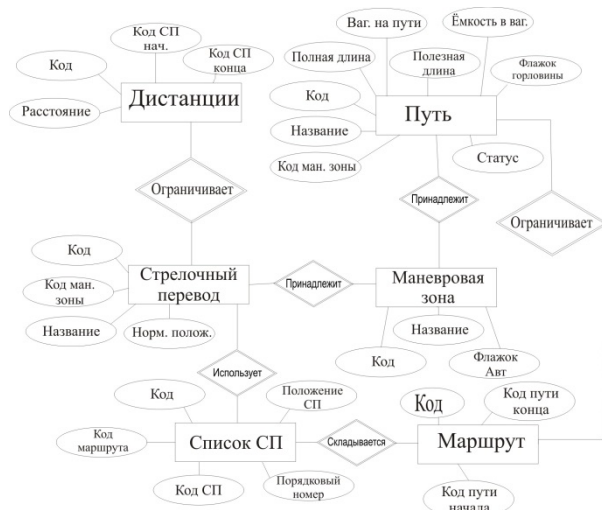 Ваг. на пути
Ёмкость в ваг.
Код СП
нач.
Код СП
конца
Полная длина
Полезная
длина
Флажок
горловины
Код
Дистанции
Код
Путь
Расстояние
Название
Код ман. зоны
Статус
Ограничивает
Принадлежит
Ограничивает
Код
Код ман.
зоны
Стрелочный
перевод
Принадлежит
Маневровая
зона
Название
Норм. полож.
Название
Код
Флажок
Авт
Использует
Код
Положение
СП
Код
Код пути
конца
Код
маршрута
Список СП
Складывается
Маршрут
Код СП
Порядковый
номер
Код пути
начала